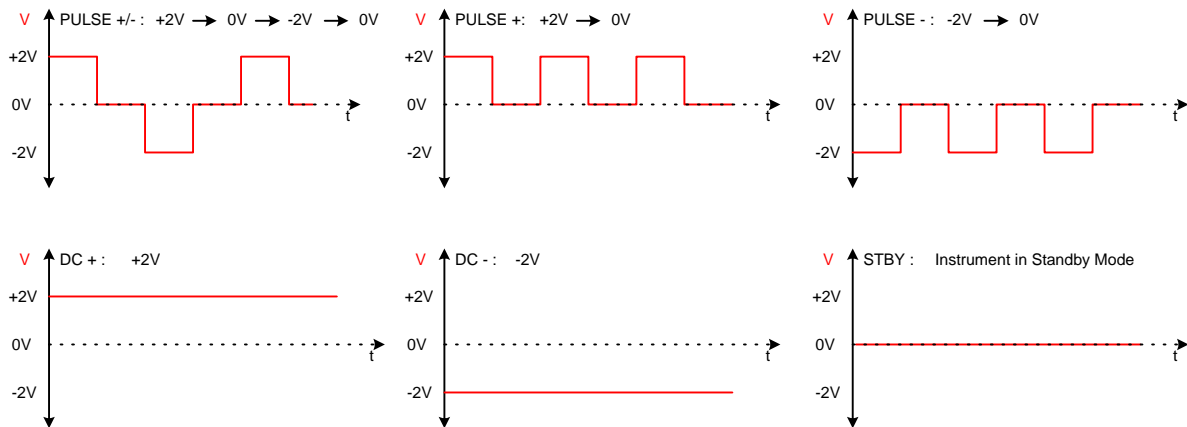 V PULSE +/- : +2V → 0V → -2V → 0V
+2V
0V
t
-2V
V PULSE +: +2V → 0V
+2V
0V
t
-2V
V PULSE - : -2V → 0V
+2V
0V
t
-2V
V DC + : +2V
+2V
0V
t
-2V
V DC - : -2V
+2V
0V
t
-2V
V STBY : Instrument in Standby Mode
+2V
0V
t
-2V